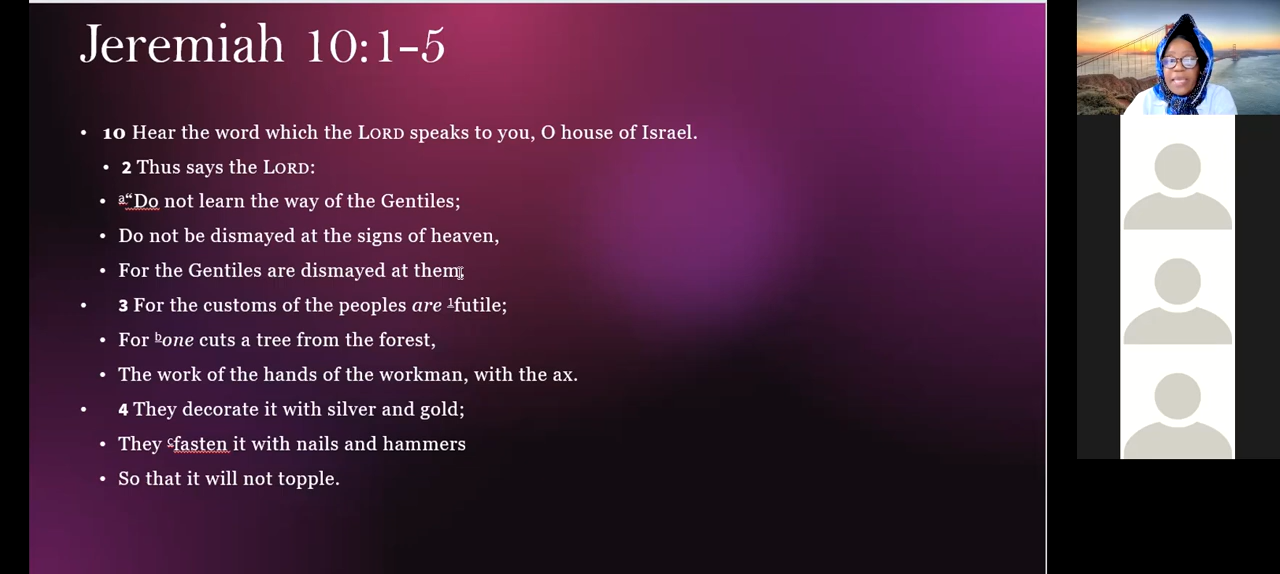 Jeremiah 10:1-5
• 10 Hear the word which the LORD speaks to you, O house of Israel.
• 2 Thus says the LORD:
• a“Do not learn the way of the Gentiles;
• Do not be dismayed at the signs of heaven,
• For the Gentiles are dismayed at them.
• 3 For the customs of the peoples are 1futile;
• For bone cuts a tree from the forest,
• The work of the hands of the workman, with the ax.
• 4 They decorate it with silver and gold;
• They cfasten it with nails and hammers
• So that it will not topple.